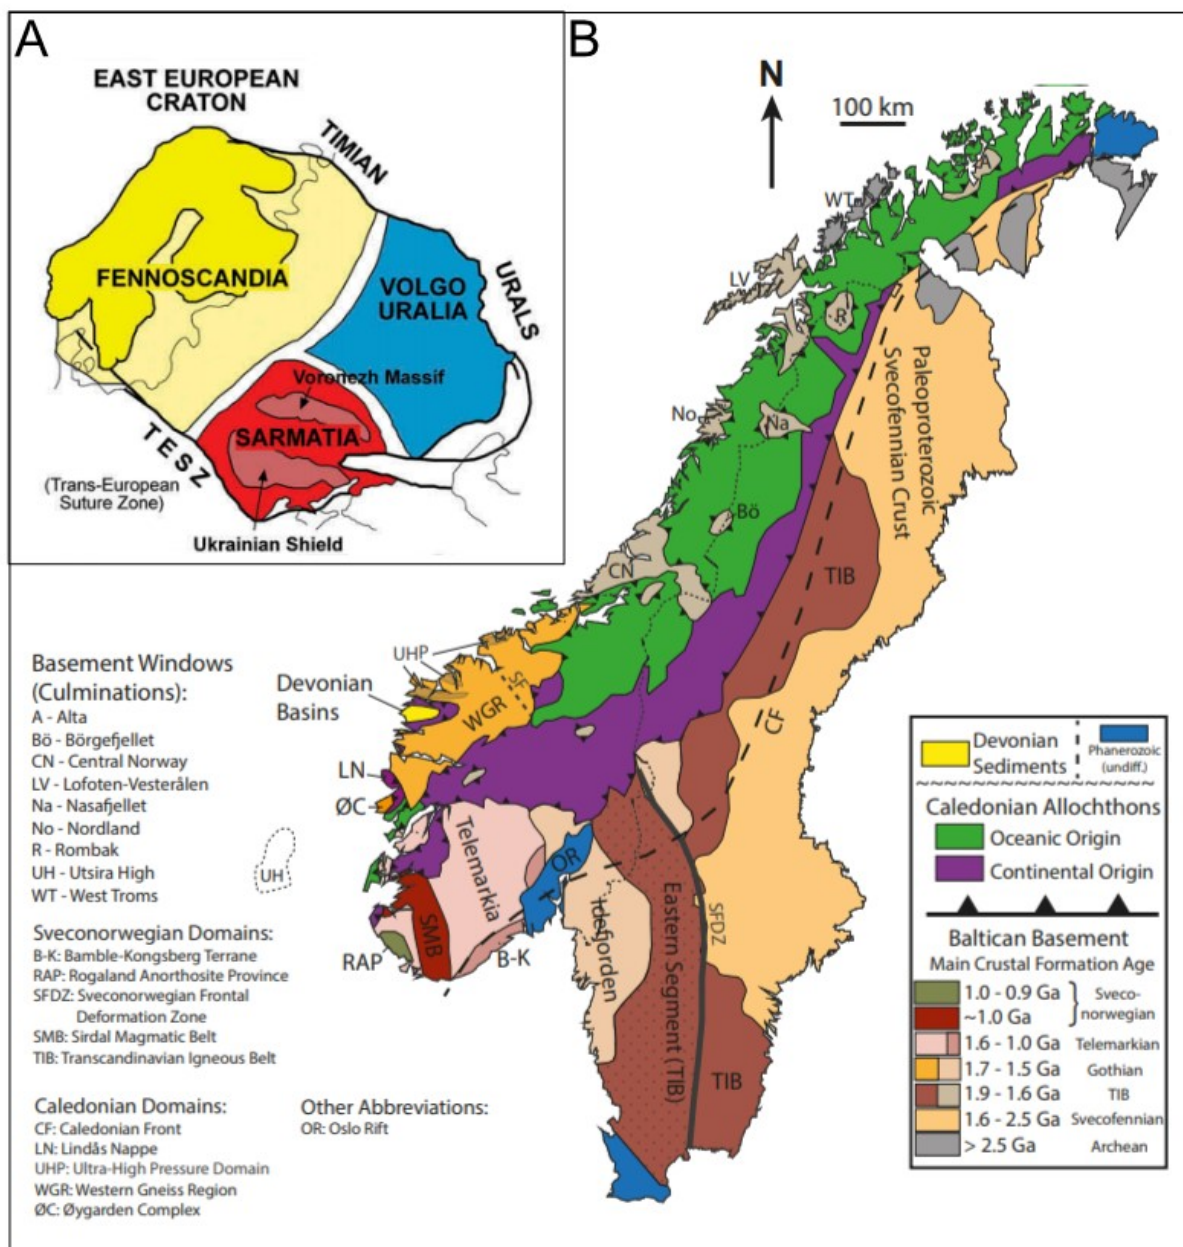 A
EAST EUROPEAN
CRATON
TIMIAN
FENNOSCANDIA
VOLGO
URALIA
URALS
Voronezh Massif
SARMATIA
TESZ
(Trans-European
Suture Zone)
Ukrainian Shield
B
N
100 km
A
WT
LV
R
No
Na
Bö
CN
Paleoproterozoic
Svecofennian Crust
TIB
UHP
SF
WGR
Devonian
Basins
CF
LN
ØC
Telemarkia
OR
UH
SMB
RAP
B-K
Idefjorden
Eastern Segment (TIB)
SFDZ
TIB
Basement Windows
(Culminations):
A - Alta
Bö - Börgefjellet
CN - Central Norway
LV - Lofoten-Vesterålen
Na - Nasafjellet
No - Nordland
R - Rombak
UH - Utsira High
WT - West Troms
Sveconorwegian Domains:
B-K: Bamble-Kongsberg Terrane
RAP: Rogaland Anorthosite Province
SFDZ: Sveconorwegian Frontal
Deformation Zone
SMB: Sirdal Magmatic Belt
TIB: Transcandinavian Igneous Belt
Caledonian Domains:
CF: Caledonian Front
LN: Lindås Nappe
UHP: Ultra-High Pressure Domain
WGR: Western Gneiss Region
ØC: Øygarden Complex
Other Abbreviations:
OR: Oslo Rift
Devonian
Sediments
Phanerozoic
(undiff.)
Caledonian Allochthons
Oceanic Origin
Continental Origin
Baltican Basement
Main Crustal Formation Age
1.0 - 0.9 Ga
~1.0 Ga
Sveco-
norwegian
1.6 - 1.0 Ga Telemarkian
1.7 - 1.5 Ga Gothian
1.9 - 1.6 Ga TIB
1.6 - 2.5 Ga Svecofennian
> 2.5 Ga Archean